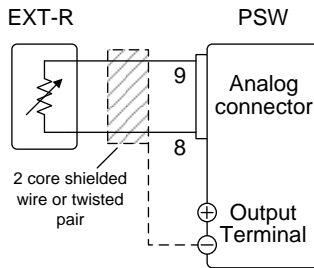 EXT-R
PSW
9
Analog
connector
8
2 core shielded
wire or twisted
pair
Output
Terminal